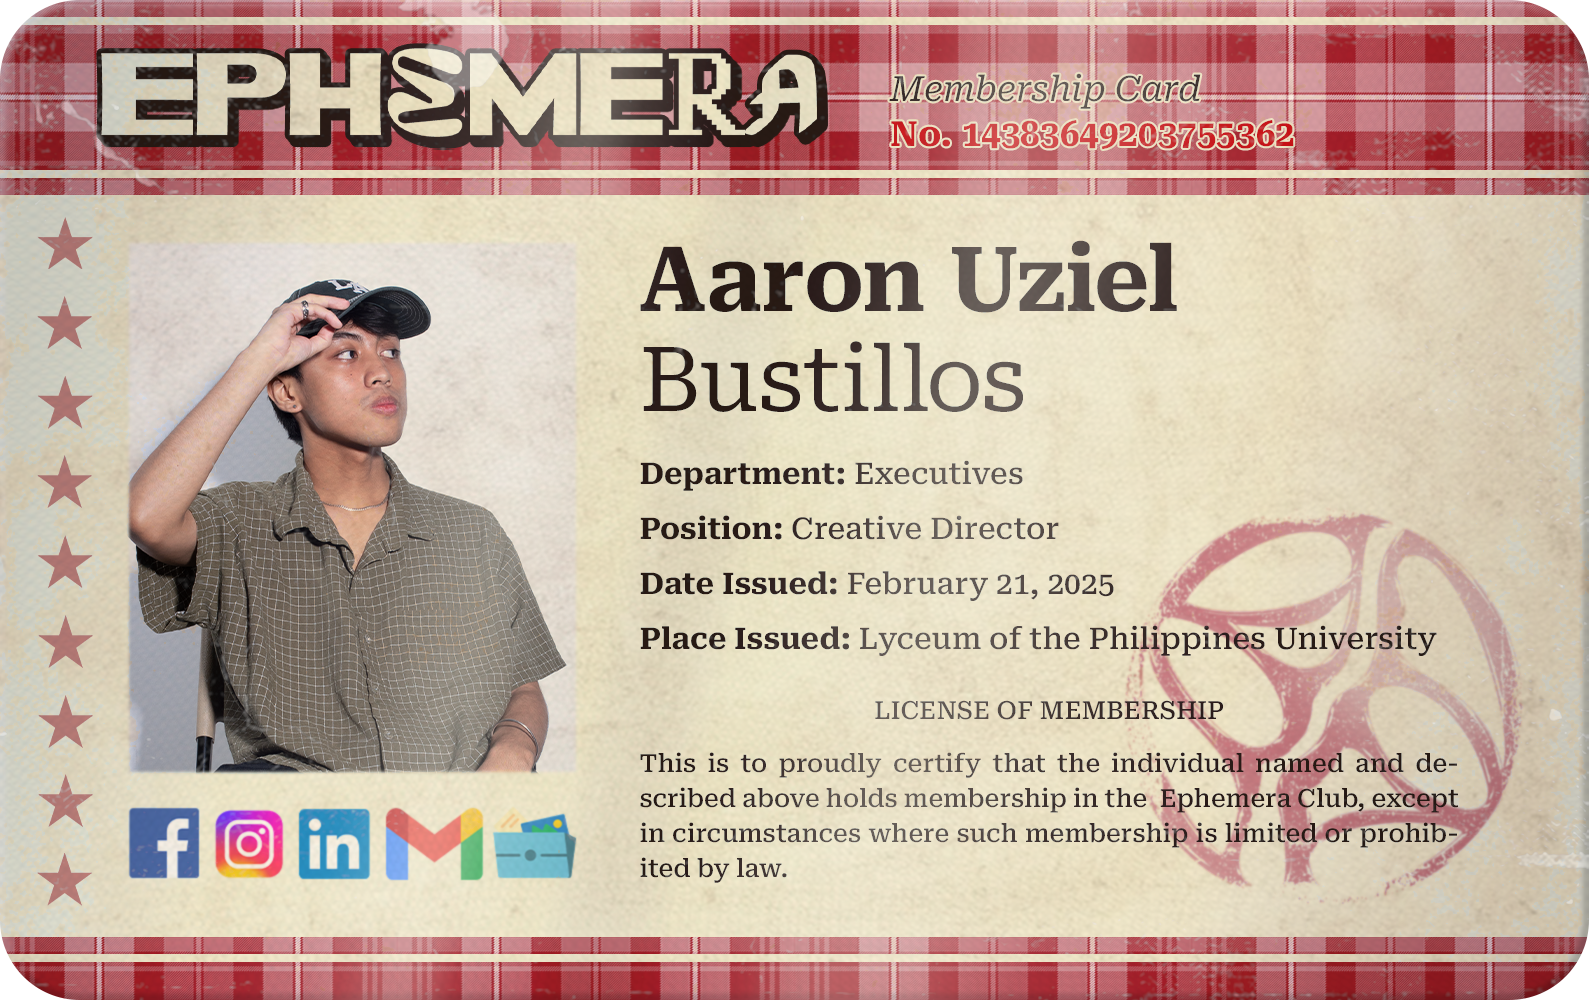 EPHEMERA
Membership Card
No. 14383649203755362
Aaron Uziel
Bustillos
Department: Executives
Position: Creative Director
Date Issued: February 21, 2025
Place Issued: Lyceum of the Philippines University
LICENSE OF MEMBERSHIP
This is to proudly certify that the individual named and de-
scribed above holds membership in the Ephemera Club, except
in circumstances where such membership is limited or prohib-
ited by law.
f
in